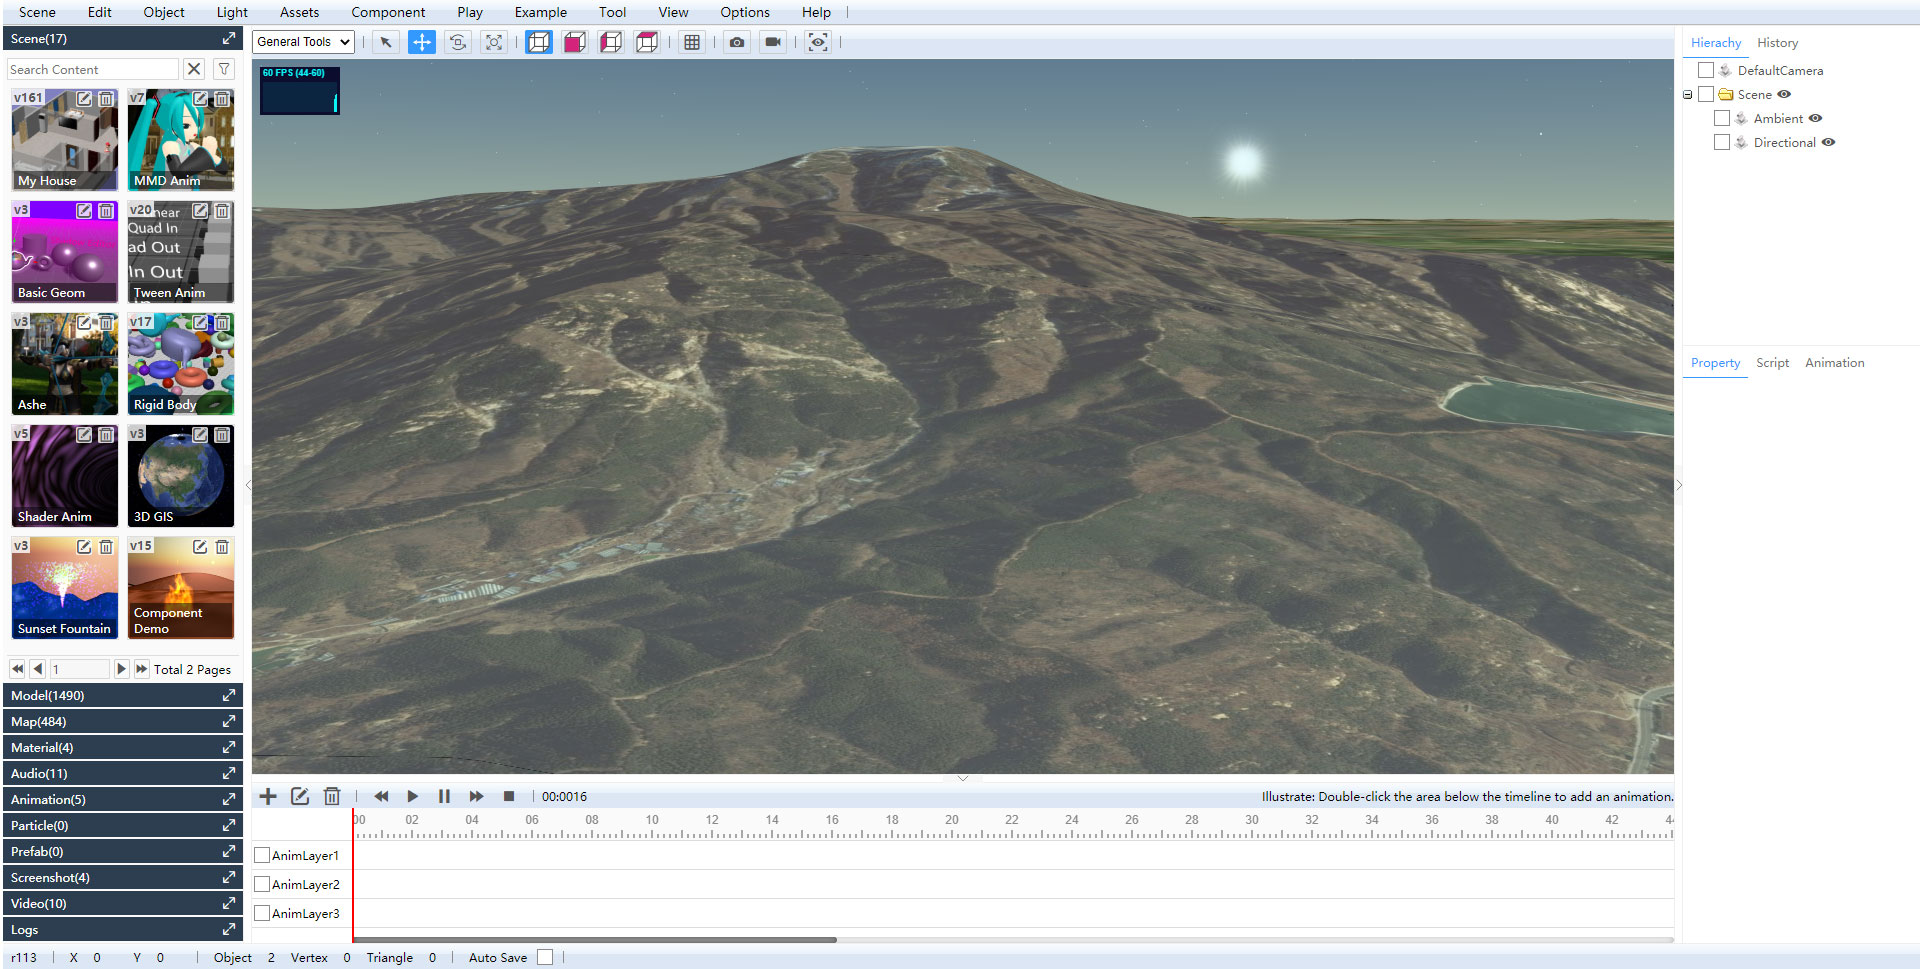 Scene Edit Object Light Assets Component Play Example Tool View Options Help
Scene(17)
General Tools
Search Content
v161
My House
v7
MMD Anim
v3
Basic Geom
v20
near
Quad In
ad Out
In Out
Tween Anim
v3
Ashe
v17
Rigid Body
v5
Shader Anim
v3
3D GIS
v3
Sunset Fountain
v15
Component
Demo
1 Total 2 Pages
Model(1490)
Map(484)
Material(4)
Audio(11)
Animation(5)
Particle(0)
Prefab(0)
Screenshot(4)
Video(10)
Logs
60 FPS (44-60)
00:0016
Illustrate: Double-click the area below the timeline to add an animation.
00 02 04 06 08 10 12 14 16 18 20 22 24 26 28 30 32 34 36 38 40 42 44
AnimLayer1
AnimLayer2
AnimLayer3
Hierachy History
DefaultCamera
Scene
Ambient
Directional
Property Script Animation
r113 X 0 Y 0 Object 2 Vertex 0 Triangle 0 Auto Save